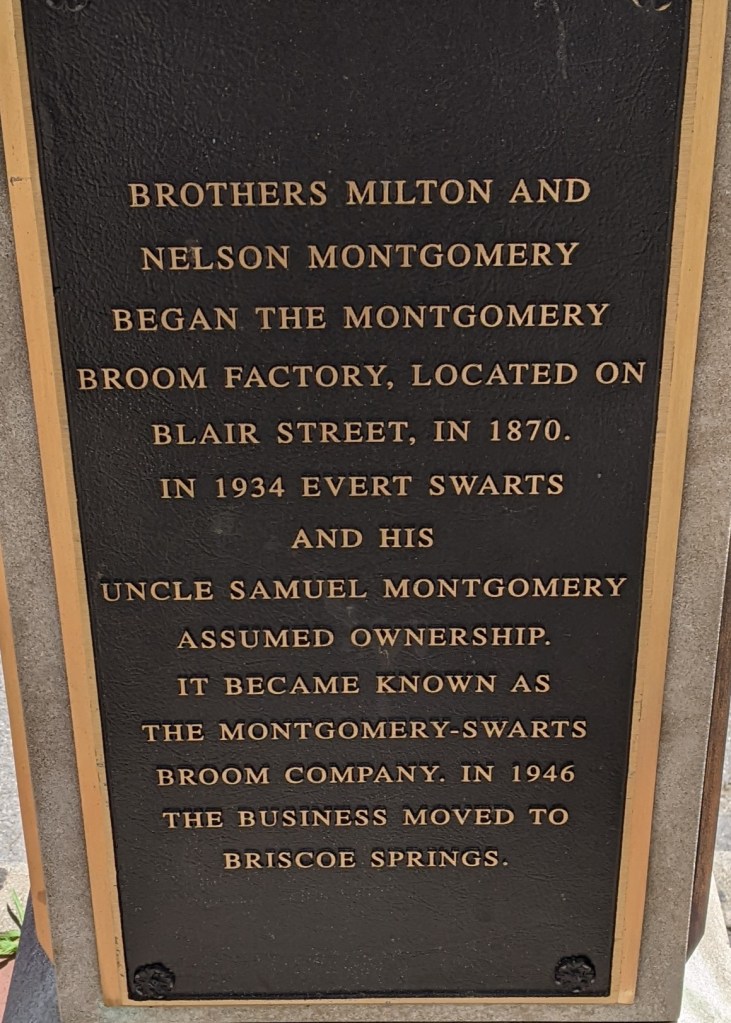 BROTHERS MILTON AND
NELSON MONTGOMERY
BEGAN THE MONTGOMERY
BROOM FACTORY, LOCATED ON
BLAIR STREET, IN 1870.
IN 1934 EVERT SWARTS
AND HIS
UNCLE SAMUEL MONTGOMERY
ASSUMED OWNERSHIP.
IT BECAME KNOWN AS
THE MONTGOMERY-SWARTS
BROOM COMPANY. IN 1946
THE BUSINESS MOVED TO
BRISCOE SPRINGS.